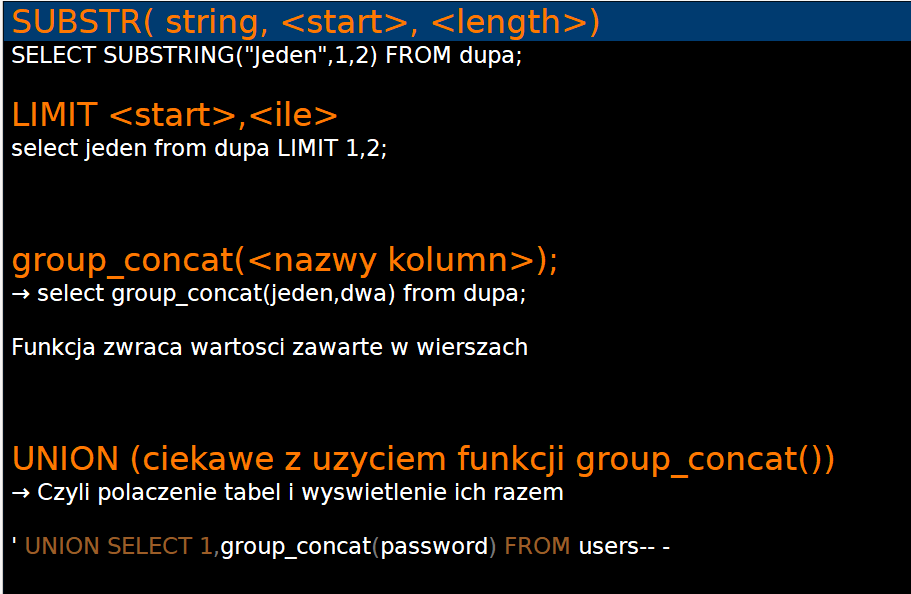 SUBSTR( string, <start>, <length>)
SELECT SUBSTRING("Jeden",1,2) FROM dupa;
LIMIT <start>,<ile>
select jeden from dupa LIMIT 1,2;
group_concat(<nazwy kolumn>);
→ select group_concat(jeden,dwa) from dupa;
Funkcja zwraca wartosci zawarte w wierszach
UNION (ciekawe z uzyciem funkcji group_concat())
→ Czyli polaczenie tabel i wyswietlenie ich razem
' UNION SELECT 1,group_concat(password) FROM users-- -